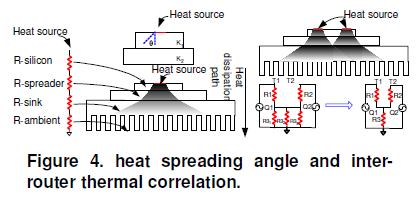 Heat source
Heat source
Heat source
θ
K₁
K₂
Heat source
R-silicon
R-spreader
R-sink
R-ambient
Heat
dissipation
path
T1 T2
R1
R2
Q1
Q2
R3
R3
R3
T1 T2
R1
R2
Q1
Q2
R3
Figure 4. heat spreading angle and inter-
router thermal correlation.